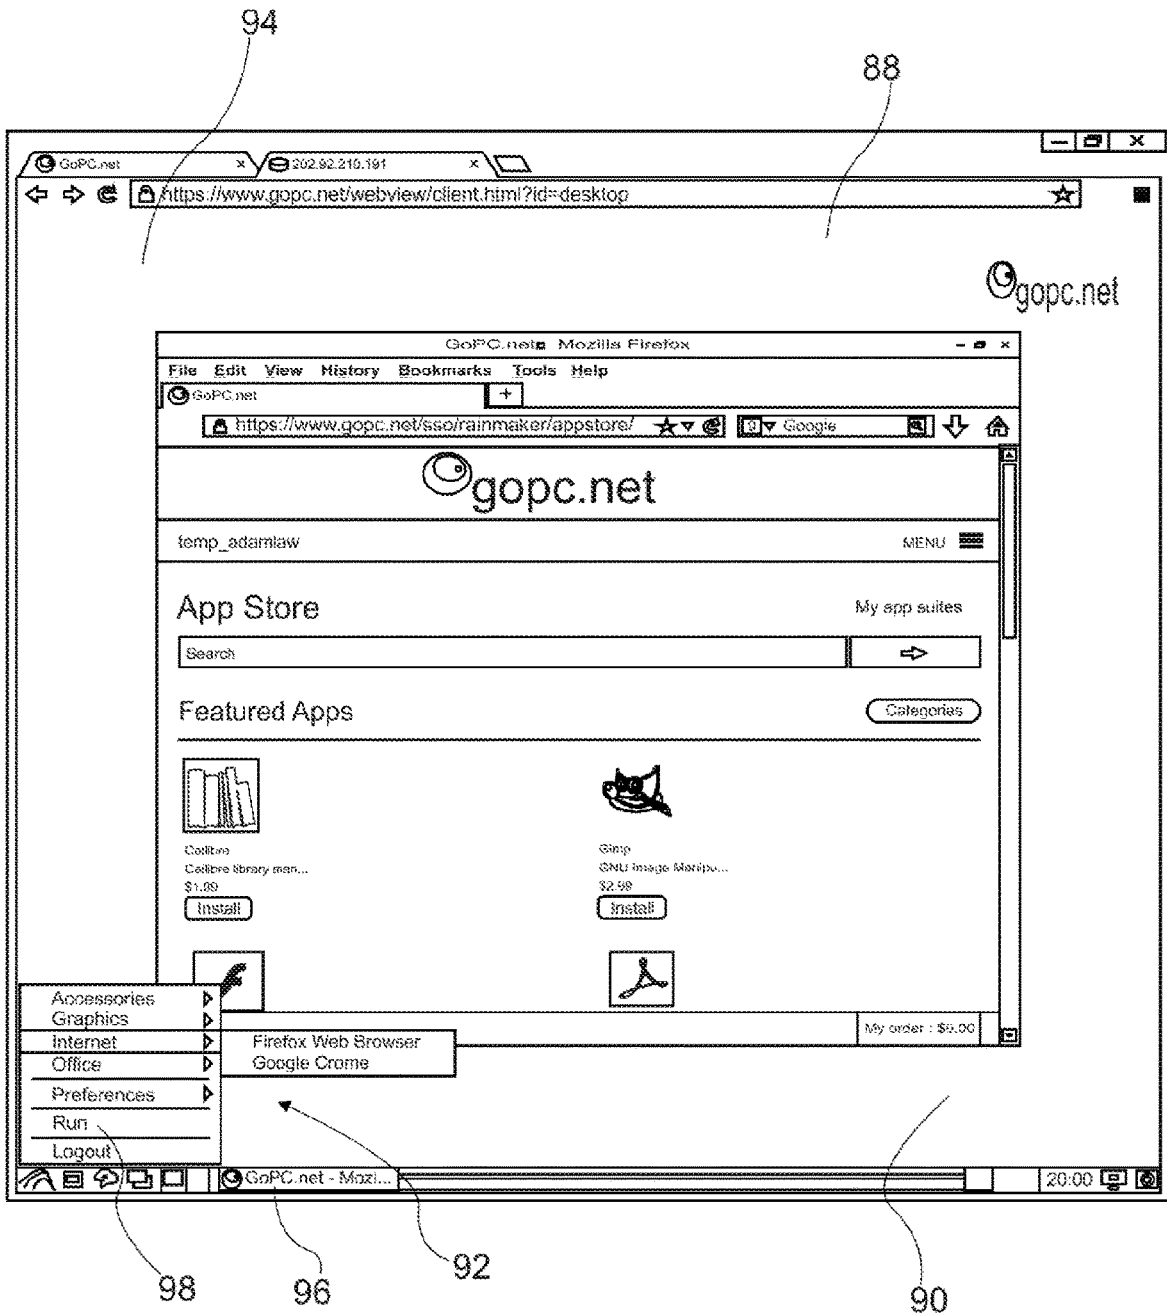 94
88
GoPC.net x 202.92.210.191 x
https://www.gopc.net/webview/client.html?id=desktop
gopc.net
GoPC.net Mozilla Firefox
File Edit View History Bookmarks Tools Help
GoPC.net +
https://www.gopc.net/sso/rainmaker/appstore/ Google
gopc.net
temp_adamlaw MENU
App Store My app suites
Search
Featured Apps Categories
Calibre Gimp
library man... GNU Image Manipu...
$2.99
Install Install
Accessories
Graphics
Internet
Office
Preferences
Run
Logout
Firefox Web Browser
Google Crome
My order : $0.00
GoPC.net - Mozi... 20:00
98
96
92
90